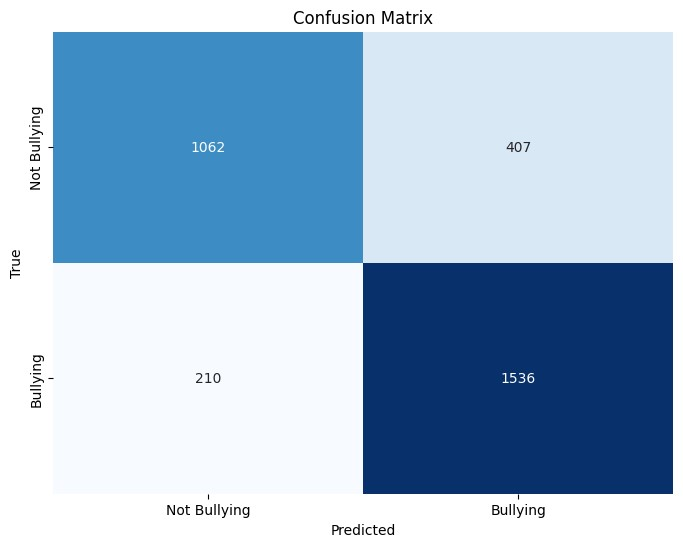 Confusion Matrix
True
Not Bullying
1062
407
Bullying
210
1536
Not Bullying
Bullying
Predicted